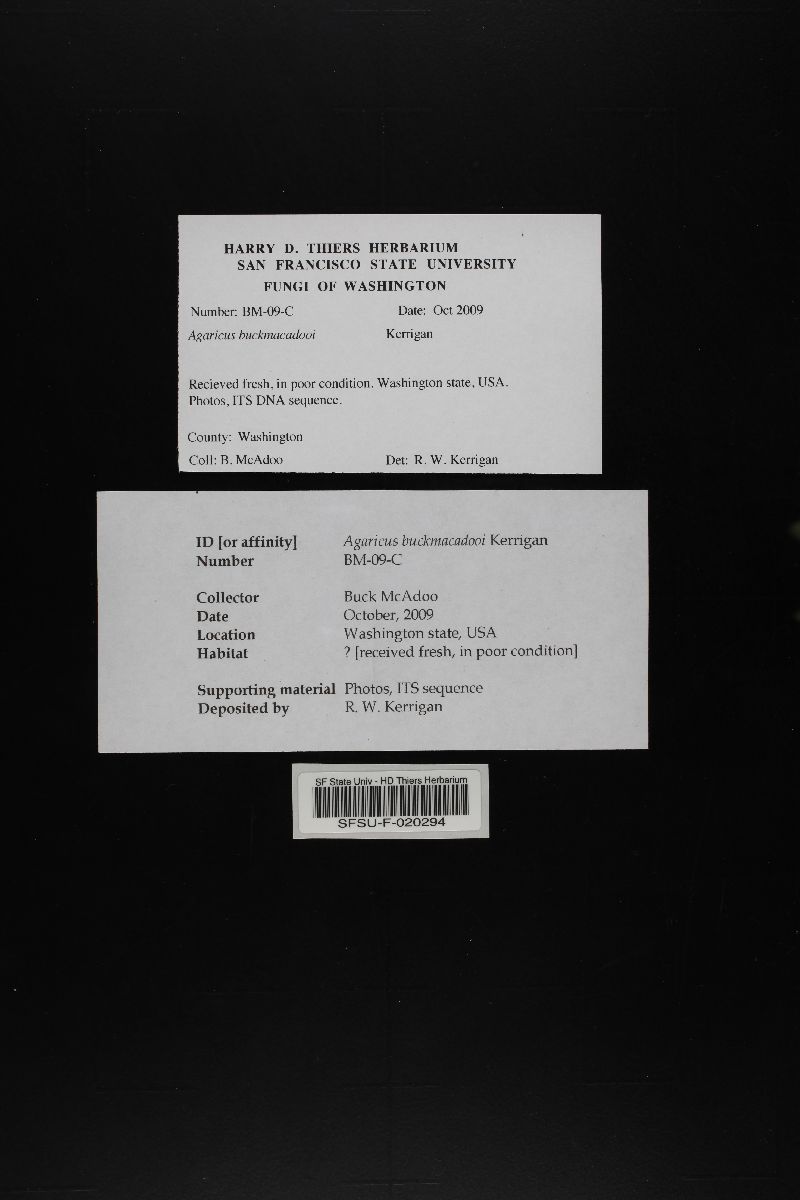 HARRY D. THIERS HERBARIUM
SAN FRANCISCO STATE UNIVERSITY
FUNGI OF WASHINGTON
Number: BM-09-C Date: Oct 2009
Agaricus buckmacadooi Kerrigan
Recieved fresh, in poor condition. Washington state, USA.
Photos, ITS DNA sequence.
County: Washington
Coll: B. McAdoo Det: R. W. Kerrigan
ID [or affinity] Agaricus buckmacadooi Kerrigan
Number BM-09-C
Collector Buck McAdoo
Date October, 2009
Location Washington state, USA
Habitat ? [received fresh, in poor condition]
Supporting material Photos, ITS sequence
Deposited by R. W. Kerrigan
SF State Univ - HD Thiers Herbarium
SFSU-F-020294